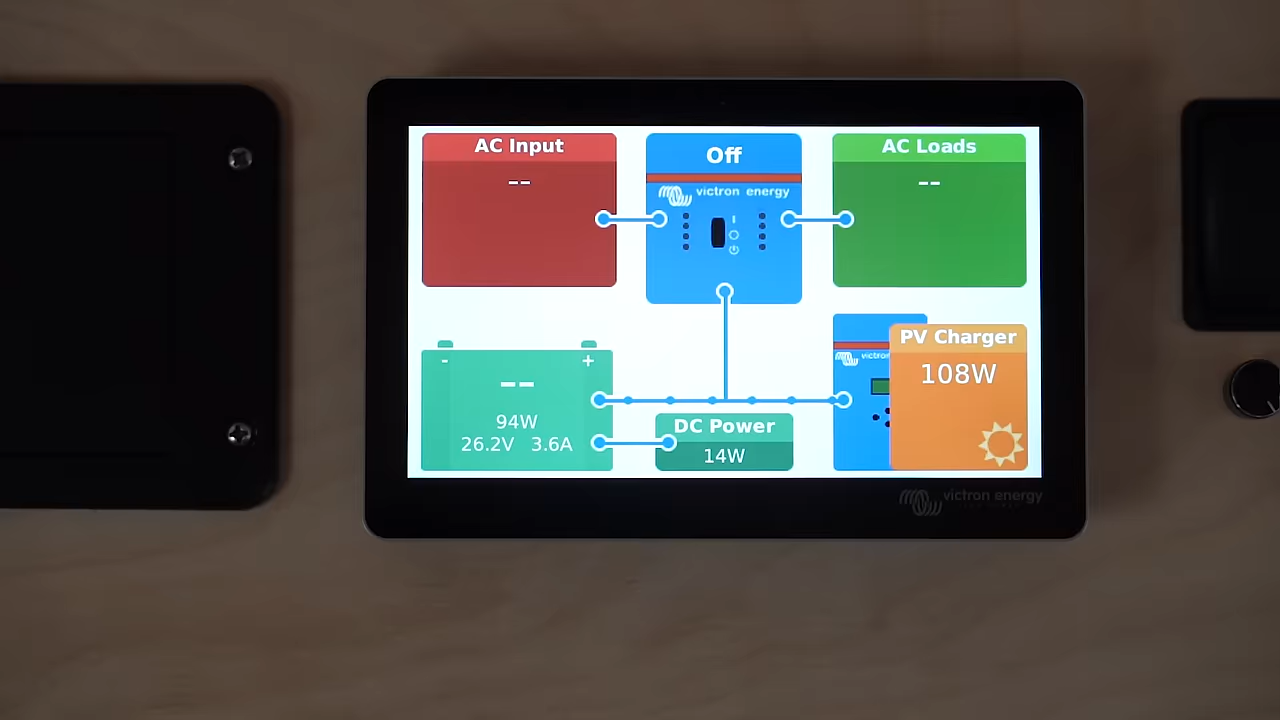 AC Input
--
Off
victron energy
AC Loads
--
- +
--
94W
26.2V 3.6A
DC Power
14W
victron
PV Charger
108W
victron energy